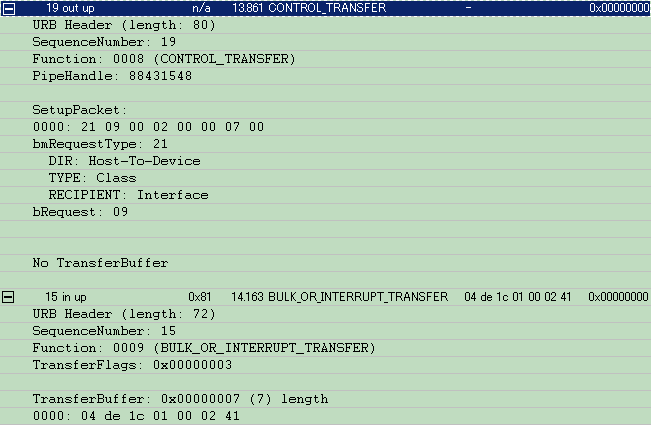 19 out up n/a 13.861 CONTROL_TRANSFER - 0x00000000
URB Header (length: 80)
SequenceNumber: 19
Function: 0008 (CONTROL_TRANSFER)
PipeHandle: 88431548
SetupPacket:
0000: 21 09 00 02 00 00 07 00
bmRequestType: 21
DIR: Host-To-Device
TYPE: Class
RECIPIENT: Interface
bRequest: 09
No TransferBuffer
15 in up 0x81 14.163 BULK_OR_INTERRUPT_TRANSFER 04 de 1c 01 00 02 41 0x00000000
URB Header (length: 72)
SequenceNumber: 15
Function: 0009 (BULK_OR_INTERRUPT_TRANSFER)
TransferFlags: 0x00000003
TransferBuffer: 0x00000007 (7) length
0000: 04 de 1c 01 00 02 41